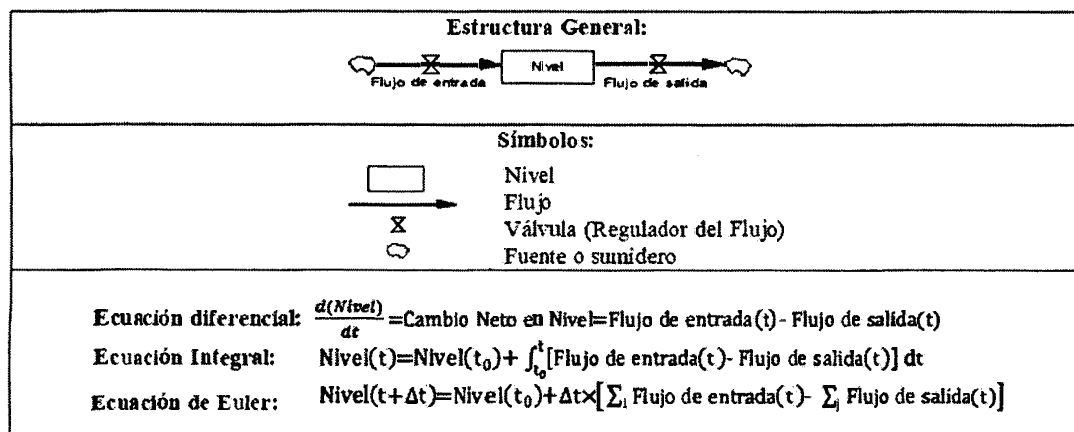 Estructura General:
Nivel
Flujo de entrada
Flujo de salida
Símbolos:
Nivel
Flujo
Válvula (Regulador del Flujo)
Fuente o sumidero
Ecuación diferencial: d(Nivel)/dt =Cambio Neto en Nivel=Flujo de entrada(t)- Flujo de salida(t)
Ecuación Integral: Nivel(t)=Nivel(t₀)+ ∫ₜ₀ᵗ[Flujo de entrada(t)- Flujo de salida(t)] dt
Ecuación de Euler: Nivel(t+Δt)=Nivel(t₀)+Δt×[∑ᵢ Flujo de entrada(t)- ∑ⱼ Flujo de salida(t)]